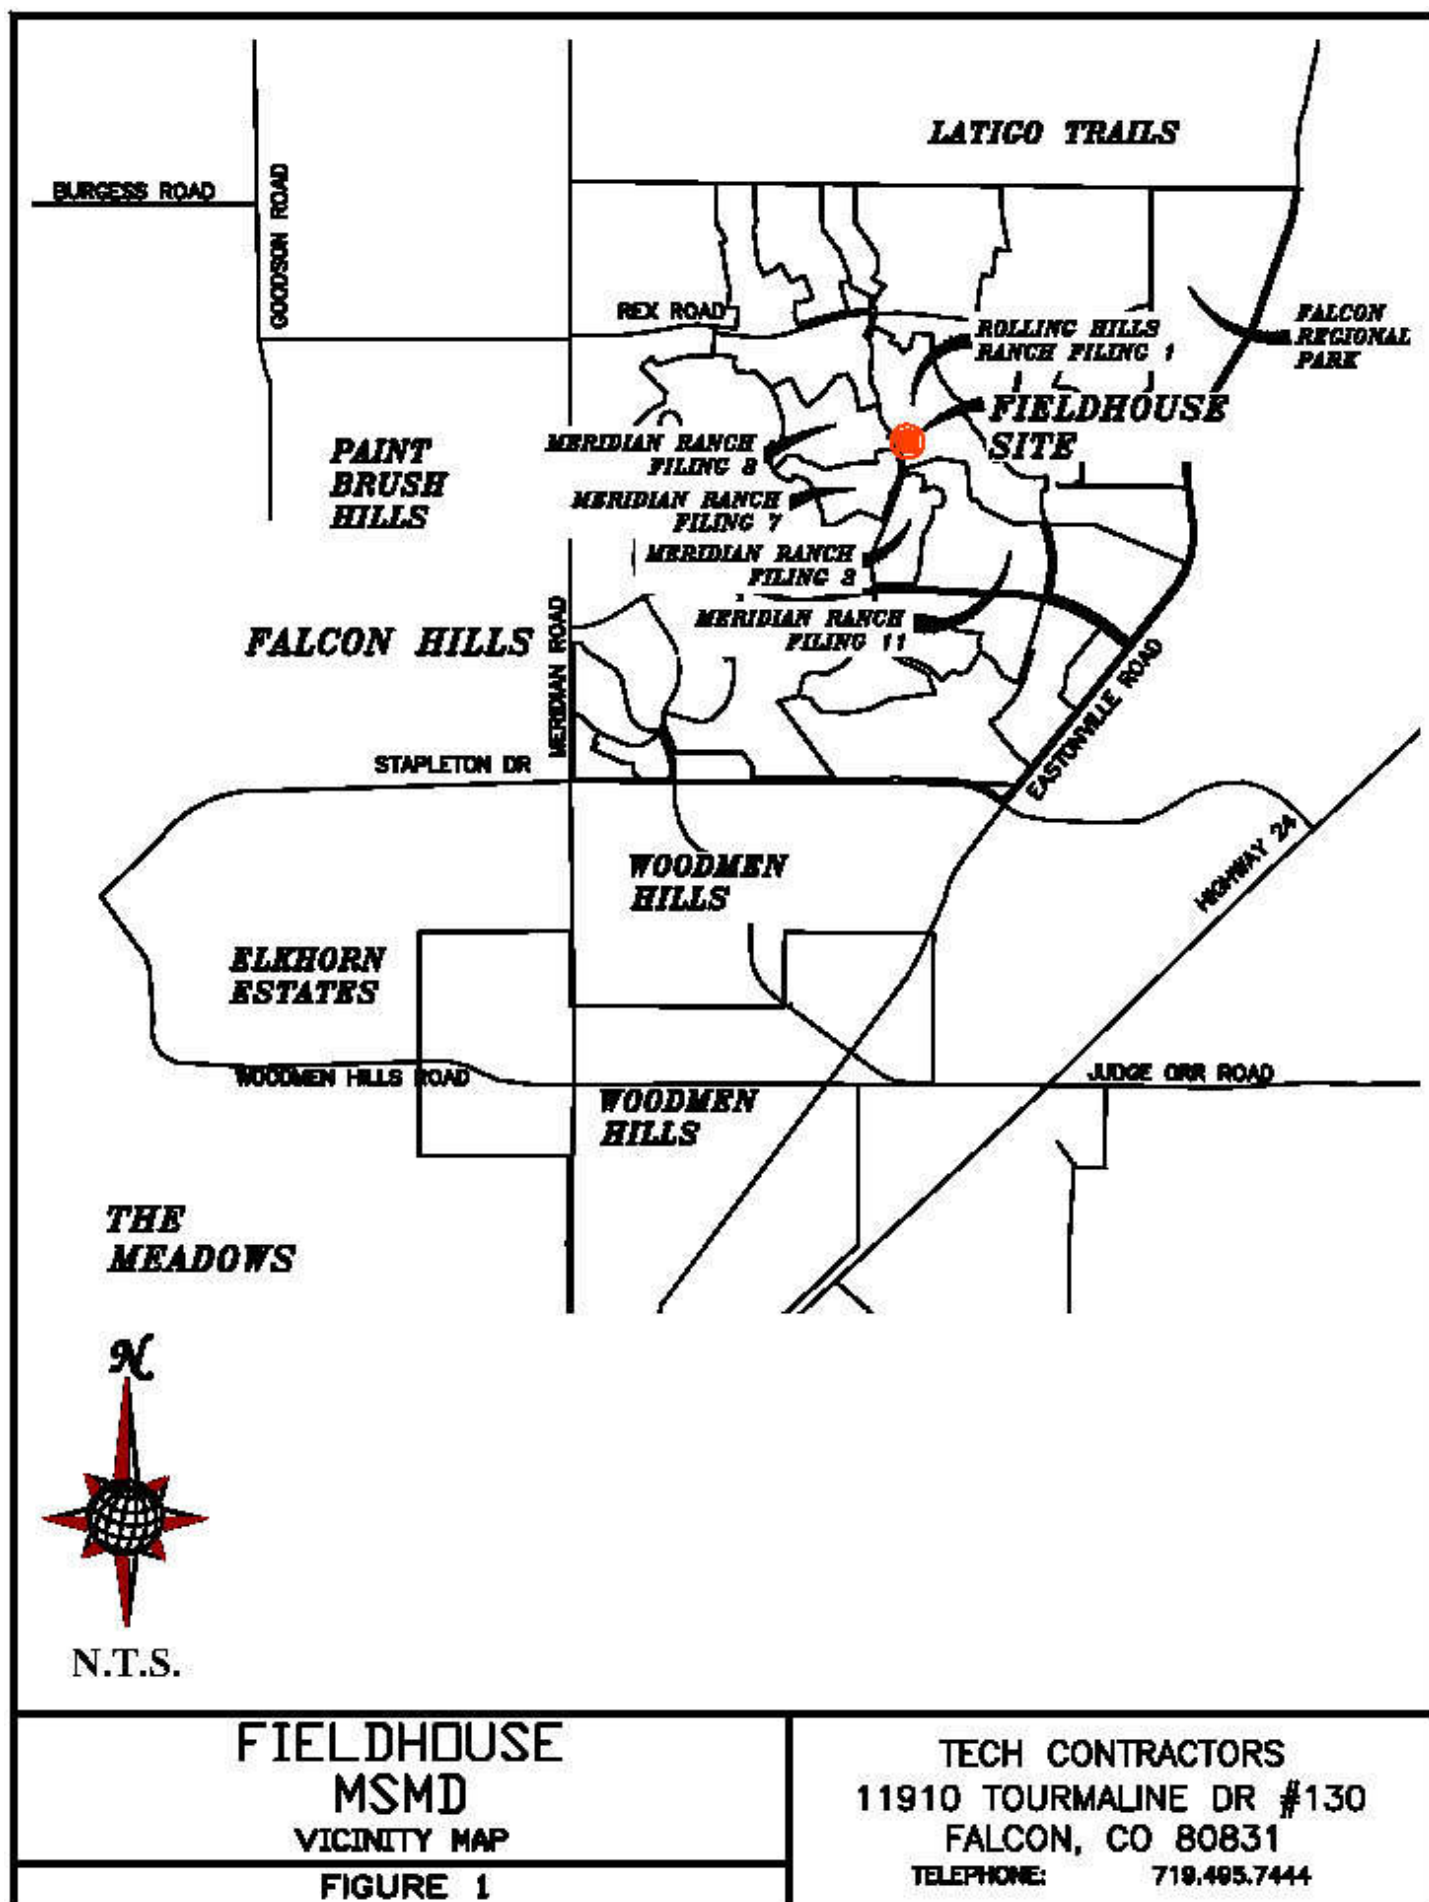 LATIGO TRAILS
BURGESS ROAD
GOODSON ROAD
REX ROAD
ROLLING HILLS
RANCH FILING 1
FALCON
REGIONAL
PARK
FIELDHOUSE
SITE
PAINT
BRUSH
HILLS
MERIDIAN RANCH
FILING 8
MERIDIAN RANCH
FILING 7
MERIDIAN RANCH
FILING
MERIDIAN RANCH
FILING 11
FALCON HILLS
MERIDIAN ROAD
EASTONVILLE ROAD
STAPLETON DR
HIGHWAY 24
WOODMEN
HILLS
ELKHORN
ESTATES
WOODMEN HILLS ROAD
JUDGE ORR ROAD
WOODMEN
HILLS
THE
MEADOWS
N
N.T.S.
FIELDHOUSE
MSMD
VICINITY MAP
FIGURE 1
TECH CONTRACTORS
11910 TOURMALINE DR #130
FALCON, CO 80831
TELEPHONE: 719.495.7444